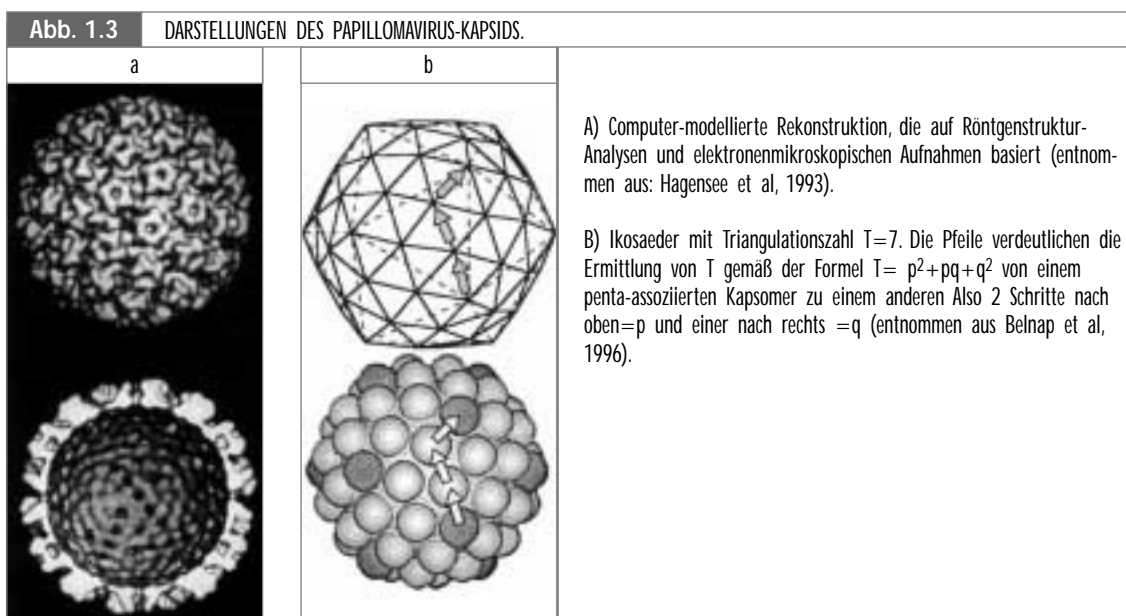 Abb. 1.3 DARSTELLUNGEN DES PAPILLOMAVIRUS-KAPSIDS.
a
b
A) Computer-modellierte Rekonstruktion, die auf Röntgenstruktur-
Analysen und elektronenmikroskopischen Aufnahmen basiert (entnom-
men aus: Hagensee et al, 1993).
B) Ikosaeder mit Triangulationszahl T=7. Die Pfeile verdeutlichen die
Ermittlung von T gemäß der Formel T= p²+pq+q² von einem
penta-assoziierten Kapsomer zu einem anderen Also 2 Schritte nach
oben=p und einer nach rechts =q (entnommen aus Belnap et al,
1996).